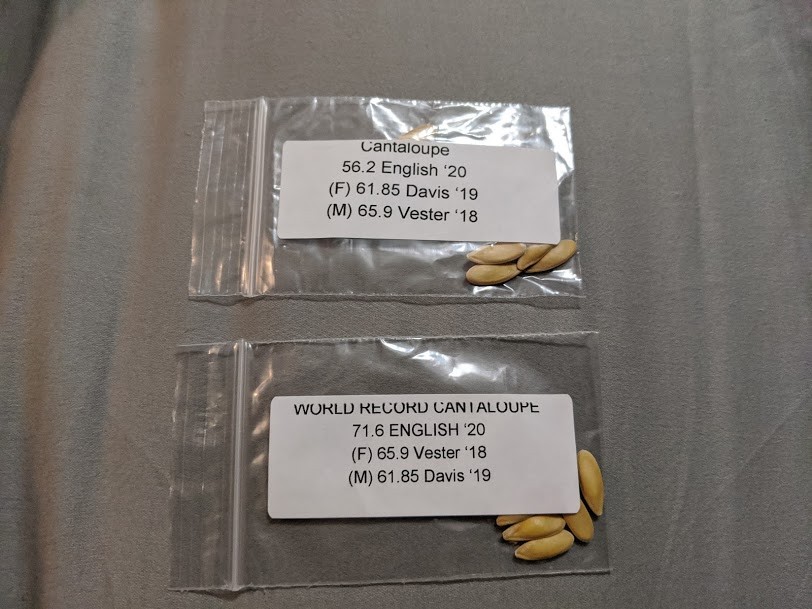 Cantaloupe
56.2 English ‘20
(F) 61.85 Davis ‘19
(M) 65.9 Vester ‘18
WORLD RECORD CANTALOUPE
71.6 ENGLISH ‘20
(F) 65.9 Vester ‘18
(M) 61.85 Davis ‘19